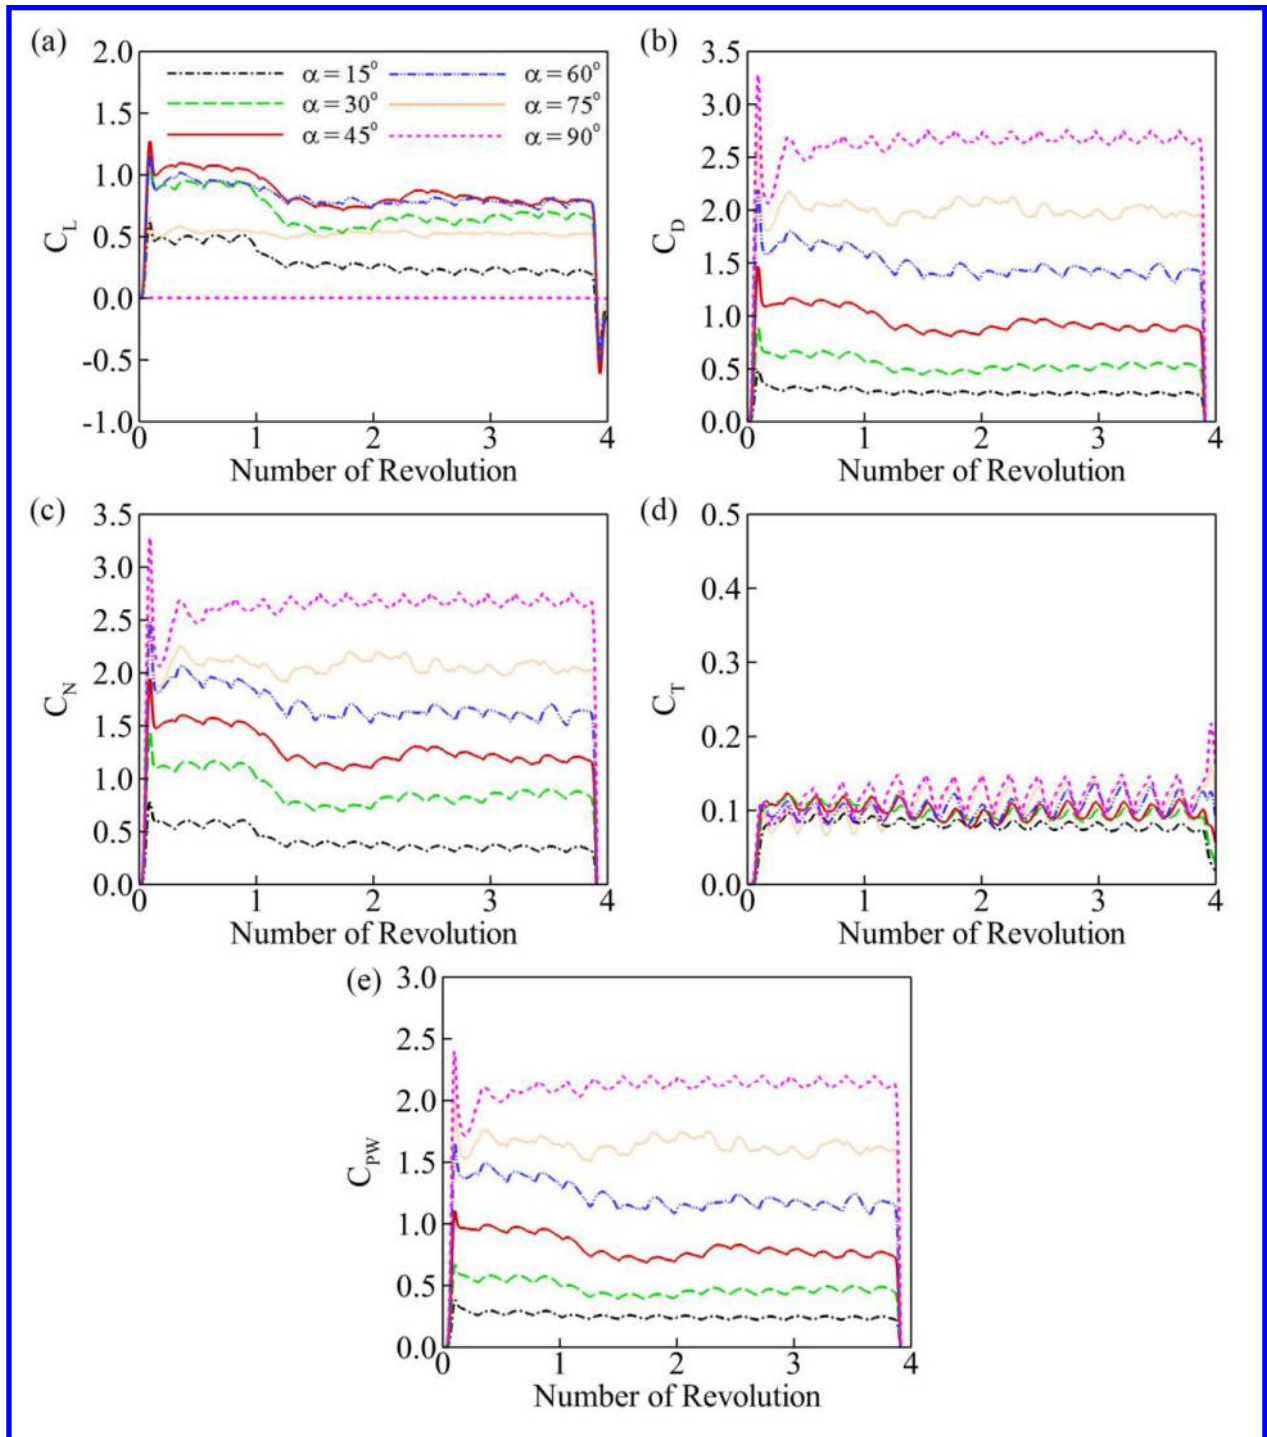 (a)
2.0
1.5
1.0
0.5
0.0
-0.5
-1.0
C_L
α = 15°
α = 30°
α = 45°
α = 60°
α = 75°
α = 90°
0 1 2 3 4
Number of Revolution
(b)
3.5
3.0
2.5
2.0
1.5
1.0
0.5
0.0
C_D
0 1 2 3 4
Number of Revolution
(c)
3.5
3.0
2.5
2.0
1.5
1.0
0.5
0.0
C_N
0 1 2 3 4
Number of Revolution
(d)
0.5
0.4
0.3
0.2
0.1
0.0
C_T
0 1 2 3 4
Number of Revolution
(e)
3.0
2.5
2.0
1.5
1.0
0.5
0.0
C_PW
0 1 2 3 4
Number of Revolution